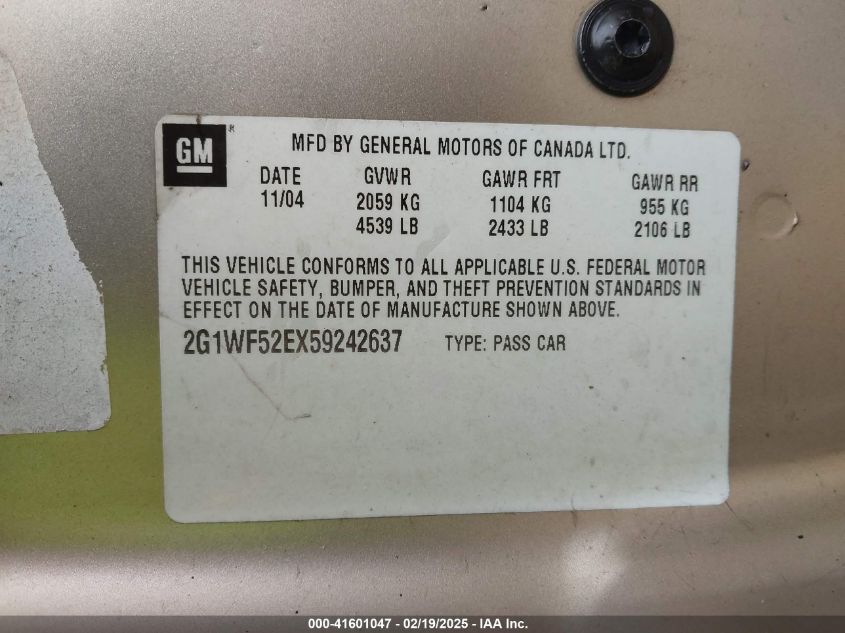 GM
MFD BY GENERAL MOTORS OF CANADA LTD.
DATE GVWR GAWR FRT GAWR RR
11/04 2059 KG 1104 KG 955 KG
4539 LB 2433 LB 2106 LB
THIS VEHICLE CONFORMS TO ALL APPLICABLE U.S. FEDERAL MOTOR
VEHICLE SAFETY, BUMPER, AND THEFT PREVENTION STANDARDS IN
EFFECT ON THE DATE OF MANUFACTURE SHOWN ABOVE.
2G1WF52EX59242637 TYPE: PASS CAR
000-41601047 - 02/19/2025 - IAA Inc.